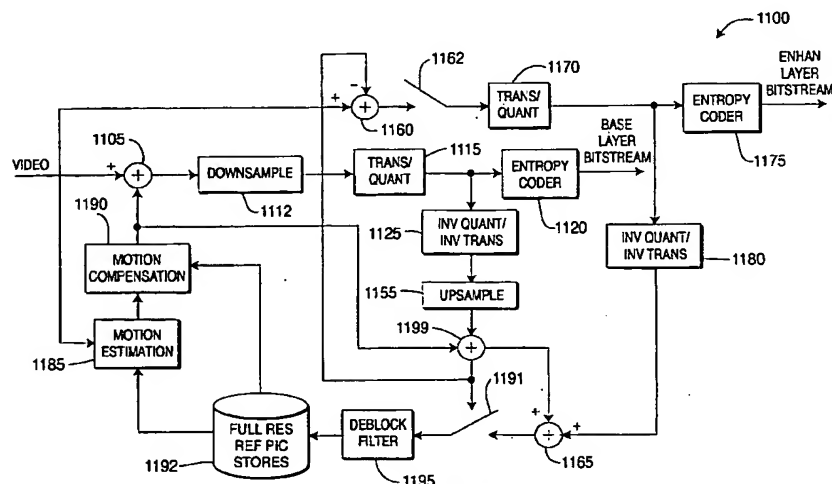 1100
1162
1170
ENHAN
LAYER
BITSTREAM
-
+
+
1160
TRANS/
QUANT
ENTROPY
CODER
1175
BASE
LAYER
BITSTREAM
1105
1115
VIDEO
+
+
DOWNSAMPLE
1112
TRANS/
QUANT
ENTROPY
CODER
1120
1190
1125
INV QUANT/
INV TRANS
INV QUANT/
INV TRANS
1180
MOTION
COMPENSATION
1155
UPSAMPLE
1199
+
MOTION
ESTIMATION
1185
1191
+
+
+
1165
FULL RES
REF PIC
STORES
1192
DEBLOCK
FILTER
1195